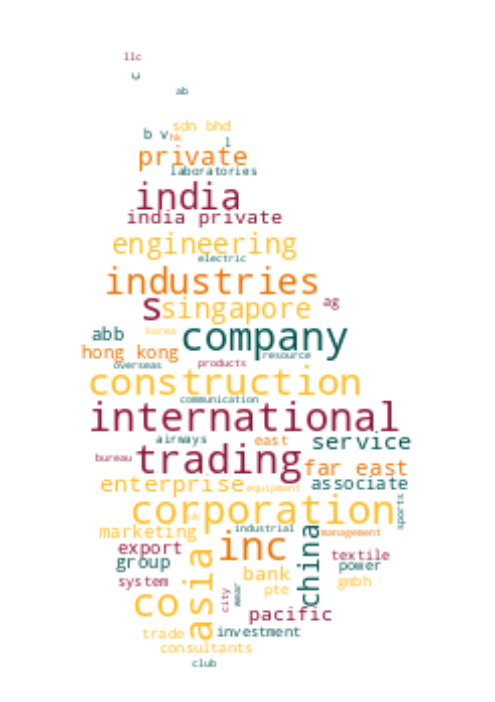 llc
ab
sdn bhd
b v
hk
l
private
laboratories
india
india private
engineering
electric
industries
s
singapore
ag
abb
korea
company
hong kong
resource
overseas
products
construction
communication
international
airways
east
service
bureau
trading
far east
enterprise
equipment
associate
corporation
uk
sports
marketing
industrial
management
export
inc
china
textile
group
power
system
bank
gmbh
asia
pte
city
wear
co
pacific
trade
investment
consultants
club